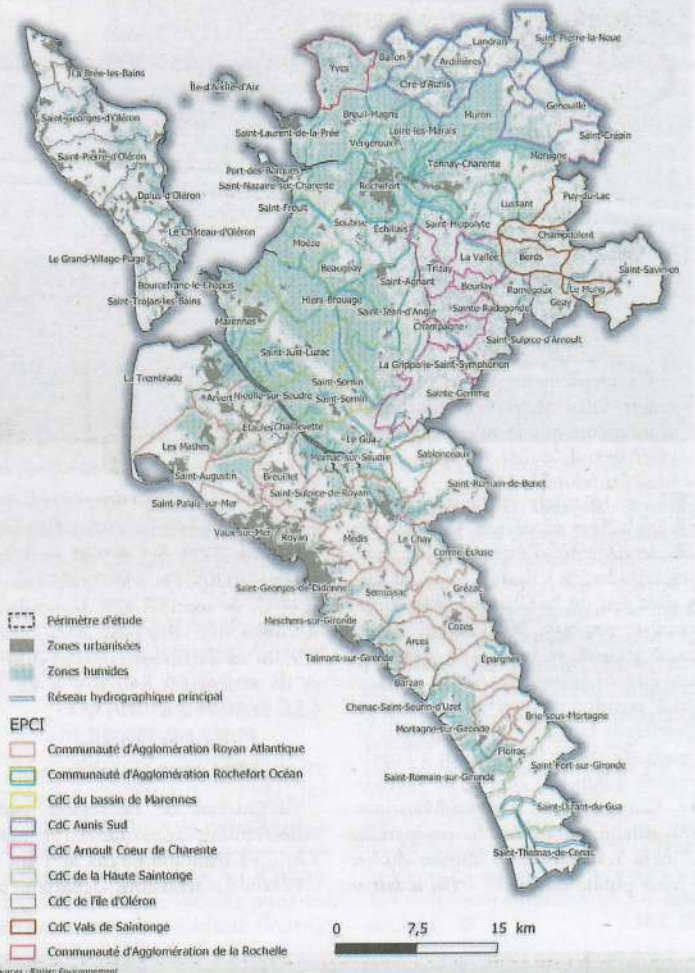 La Brée-les-Bains
Saint-Georges-d'Oléron
Saint-Pierre-d'Oléron
Dolus-d'Oléron
Le Château-d'Oléron
Le Grand-Village-Plage
Bourcefranc-le-Chapus
Saint-Trojan-les-Bains
Île-d'Aix
Yves
Ballon
Landrais
Saint-Pierre-la-Noue
Ardillières
Ciré-d'Aunis
Breuil-Magné
Muron
Genouillé
Saint-Laurent-de-la-Prée
Loire-les-Marais
Saint-Crépin
Vergeroux
Moragne
Port-des-Barques
Tonnay-Charente
Saint-Nazaire-sur-Charente
Rochefort
Puy-du-Lac
Saint-Froult
Lussant
Soubise
Échillais
Saint-Hippolyte
Champdolent
Moëze
La Vallée
Bords
Saint-Savinien
Beaugeay
Trizay
Saint-Agnant
Beurlay
Romegoux
Le Mung
Hiers-Brouage
Geay
Saint-Jean-d'Angle
Sainte-Radegonde
Marennes
Champagne
Saint-Sulpice-d'Arnoult
Saint-Just-Luzac
La Gripperie-Saint-Symphorien
La Tremblade
Saint-Sornin
Saint-Sornin
Sainte-Gemme
Arvert
Nieulle-sur-Seudre
Étaules
Chaillevette
Le Gua
Les Mathes
Mornac-sur-Seudre
Sablonceaux
Saint-Augustin
Breuillet
Saint-Romain-de-Benet
Saint-Sulpice-de-Royan
Saint-Palais-sur-Mer
Vaux-sur-Mer
Royan
Médis
Le Chay
Corme-Écluse
Saint-Georges-de-Didonne
Semussac
Grézac
Meschers-sur-Gironde
Cozes
Arces
Talmont-sur-Gironde
Épargnes
Barzan
Chenac-Saint-Seurin-d'Uzet
Brie-sous-Mortagne
Mortagne-sur-Gironde
Floirac
Saint-Fort-sur-Gironde
Saint-Romain-sur-Gironde
Saint-Dizant-du-Gua
Saint-Thomas-de-Conac
Périmètre d'étude
Zones urbanisées
Zones humides
Réseau hydrographique principal
EPCI
Communauté d'Agglomération Royan Atlantique
Communauté d'Agglomération Rochefort Océan
CdC du bassin de Marennes
CdC Aunis Sud
CdC Arnoult Coeur de Charente
CdC de la Haute Saintonge
CdC de l'île d'Oléron
CdC Vals de Saintonge
Communauté d'Agglomération de la Rochelle
0 7,5 15 km
Sources : Rivière Environnement